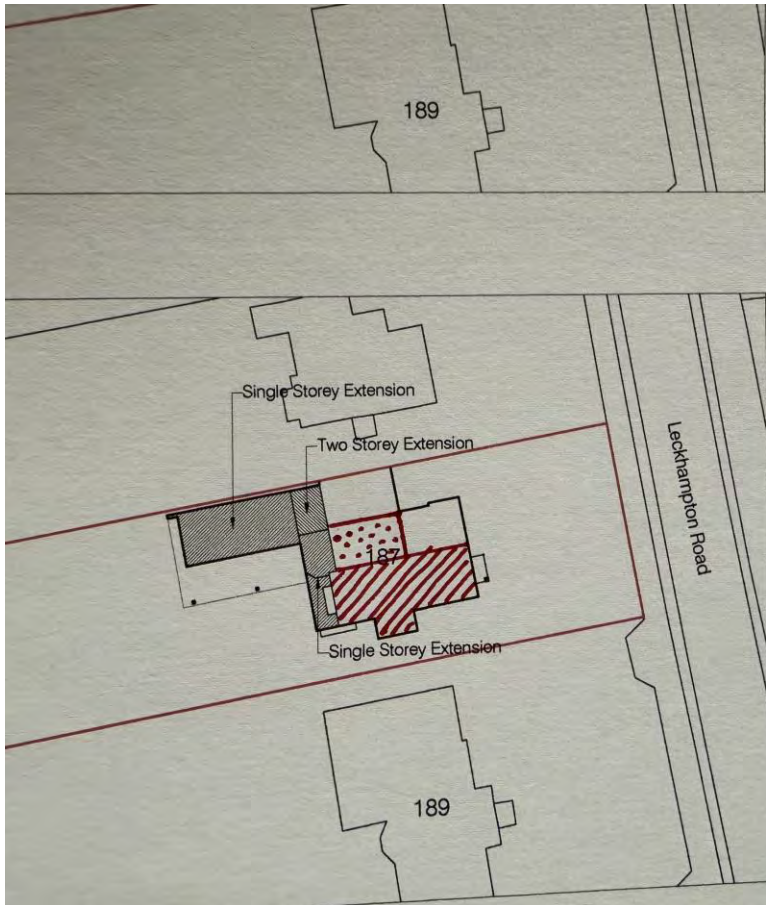 189
Single Storey Extension
Two Storey Extension
Leckhampton Road
187
Single Storey Extension
189